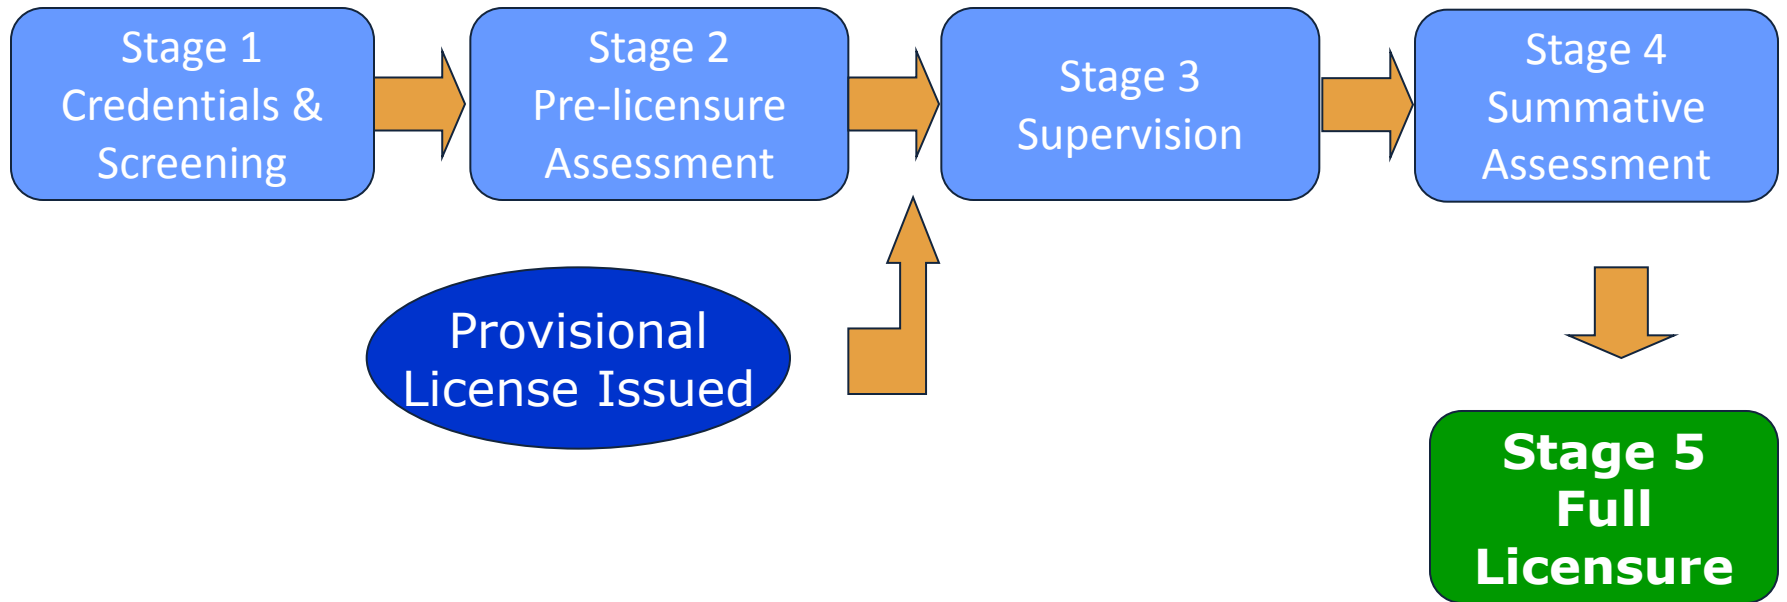 Stage 1
Credentials &
Screening
Stage 2
Pre-licensure
Assessment
Stage 3
Supervision
Stage 4
Summative
Assessment
Provisional
License Issued
Stage 5
Full
Licensure